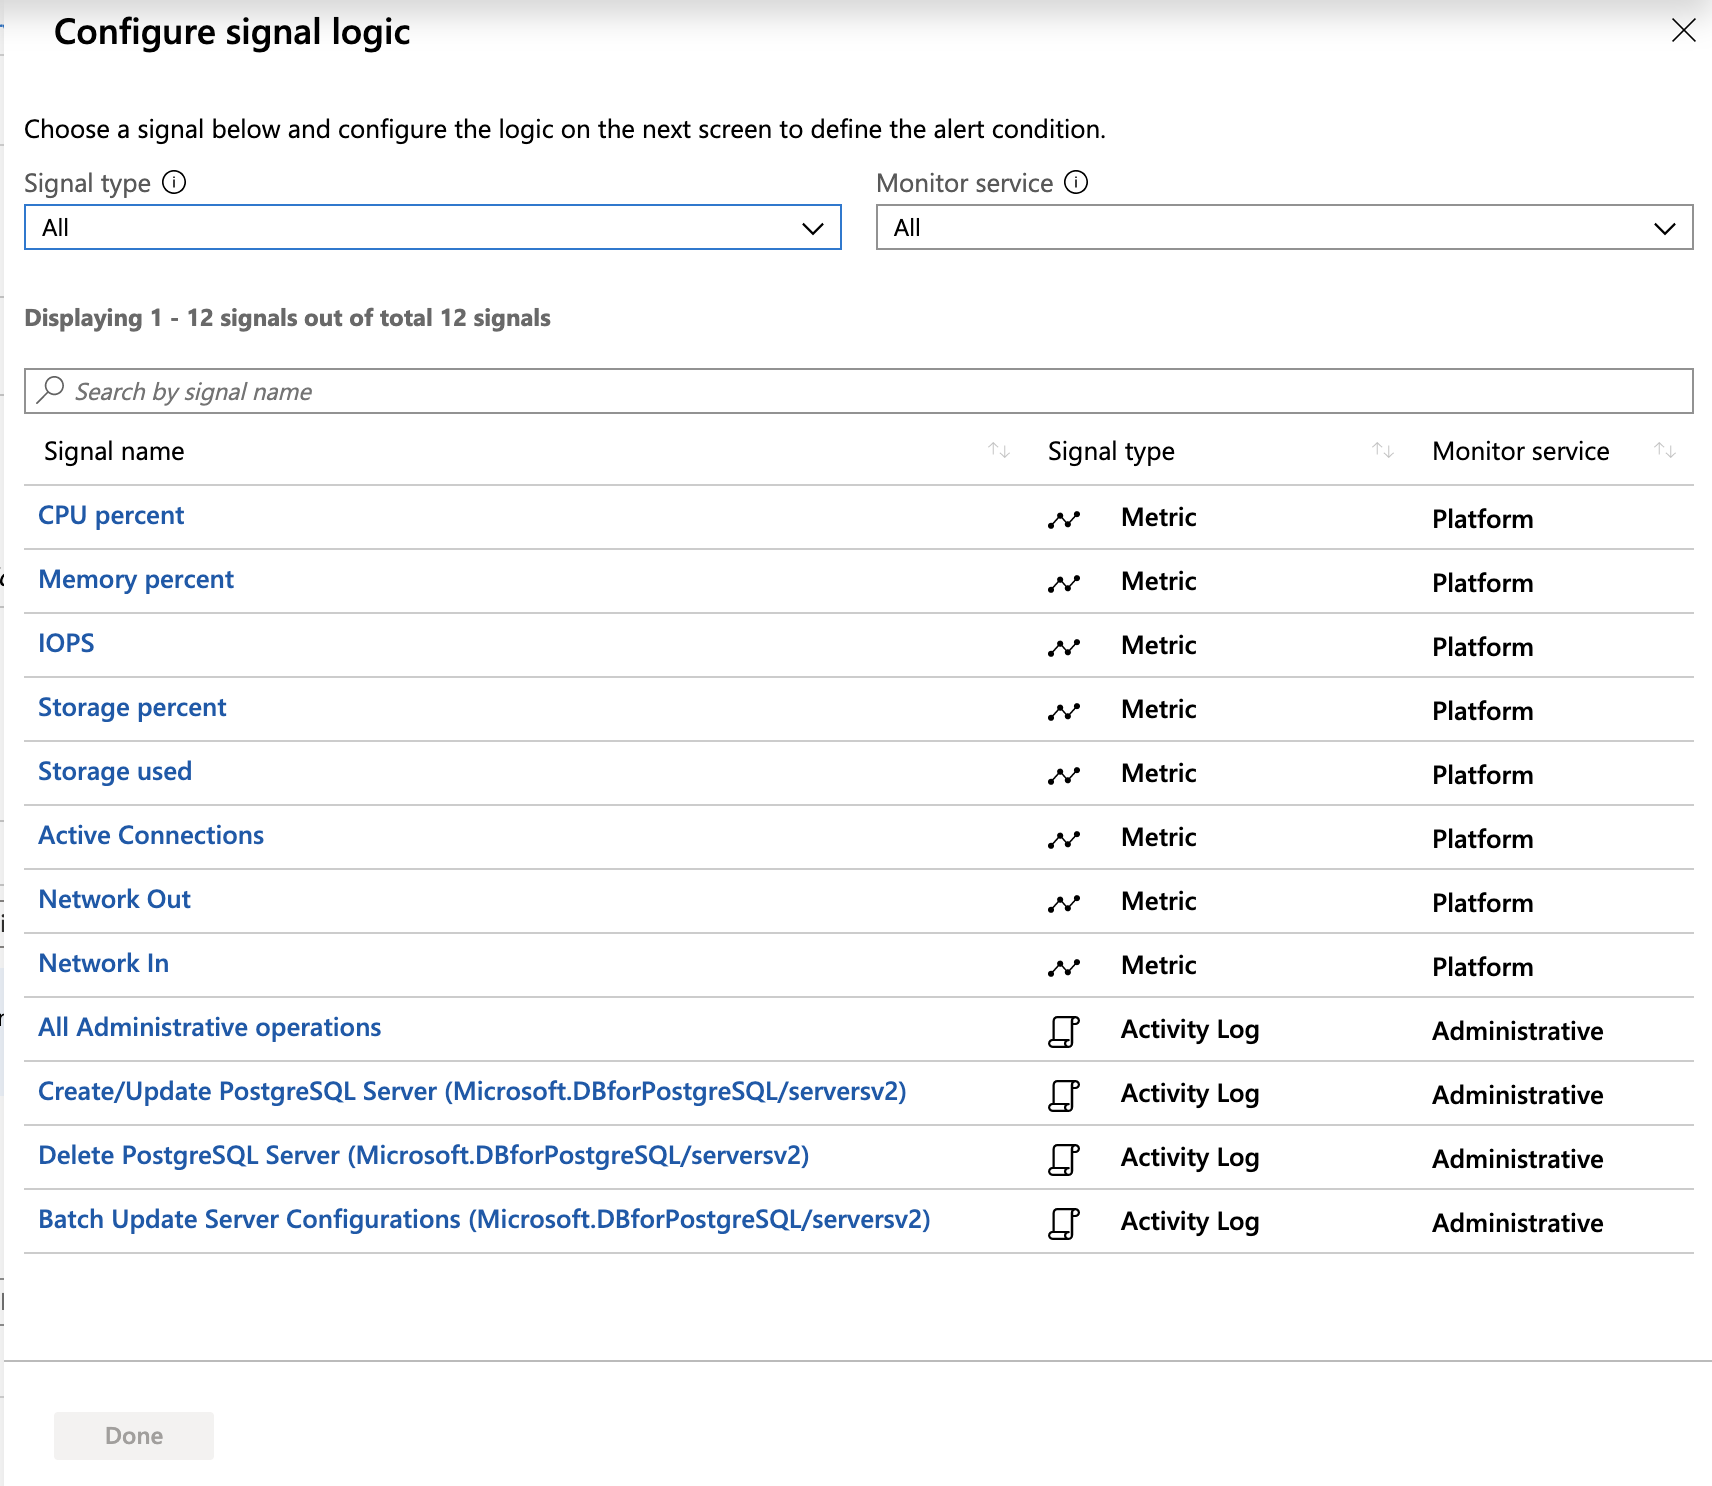 Configure signal logic
Choose a signal below and configure the logic on the next screen to define the alert condition.
Signal type Monitor service
All All
Displaying 1 - 12 signals out of total 12 signals
Search by signal name
Signal name Signal type Monitor service
CPU percent Metric Platform
Memory percent Metric Platform
IOPS Metric Platform
Storage percent Metric Platform
Storage used Metric Platform
Active Connections Metric Platform
Network Out Metric Platform
Network In Metric Platform
All Administrative operations Activity Log Administrative
Create/Update PostgreSQL Server (Microsoft.DBforPostgreSQL/serversv2) Activity Log Administrative
Delete PostgreSQL Server (Microsoft.DBforPostgreSQL/serversv2) Activity Log Administrative
Batch Update Server Configurations (Microsoft.DBforPostgreSQL/serversv2) Activity Log Administrative
Done